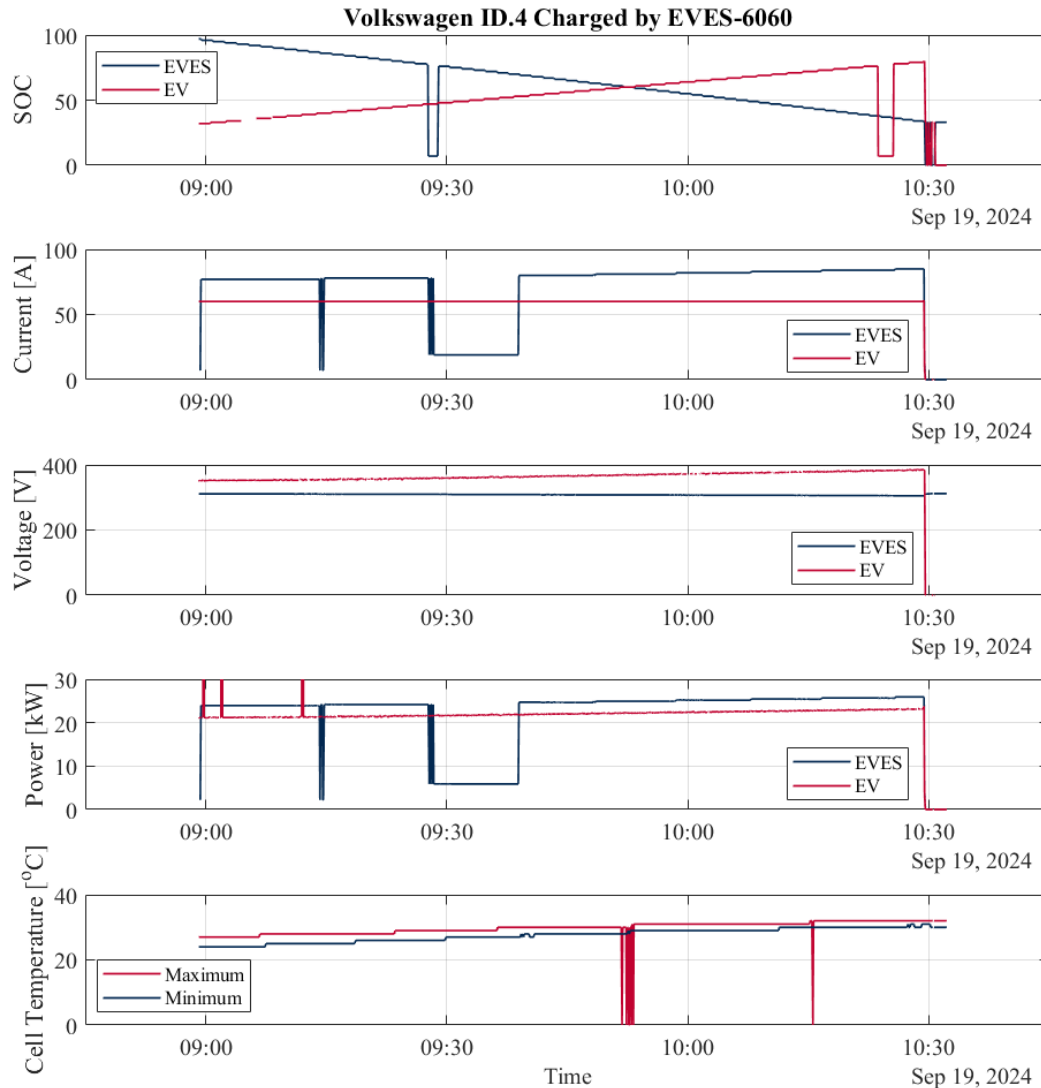 Volkswagen ID.4 Charged by EVES-6060
SOC
100
50
0
EVES
EV
09:00 09:30 10:00 10:30
Sep 19, 2024
Current [A]
100
50
0
EVES
EV
09:00 09:30 10:00 10:30
Sep 19, 2024
Voltage [V]
400
200
0
EVES
EV
09:00 09:30 10:00 10:30
Sep 19, 2024
Power [kW]
30
20
10
0
EVES
EV
09:00 09:30 10:00 10:30
Sep 19, 2024
Cell Temperature [°C]
40
20
0
Maximum
Minimum
09:00 09:30 10:00 10:30
Time
Sep 19, 2024